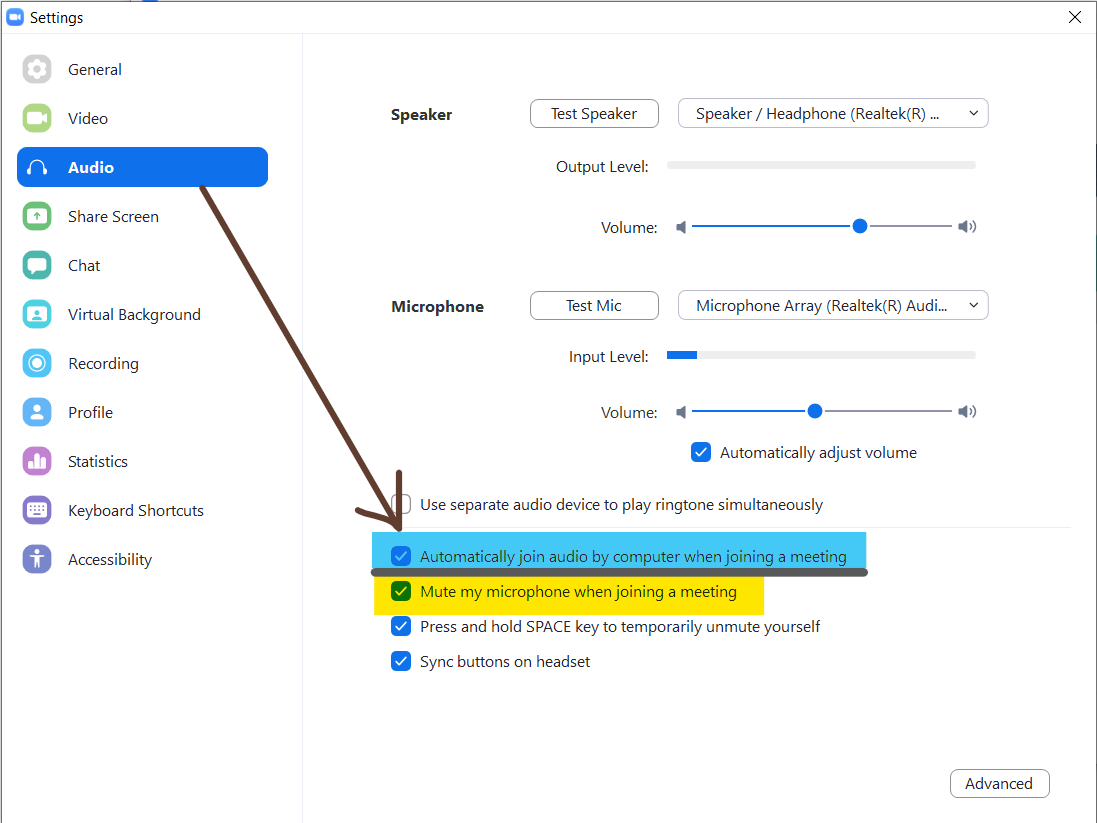 Settings
General
Video
Audio
Share Screen
Chat
Virtual Background
Recording
Profile
Statistics
Keyboard Shortcuts
Accessibility
Speaker
Test Speaker
Speaker / Headphone (Realtek(R) ...
Output Level:
Volume:
Microphone
Test Mic
Microphone Array (Realtek(R) Audi...
Input Level:
Volume:
Automatically adjust volume
Use separate audio device to play ringtone simultaneously
Automatically join audio by computer when joining a meeting
Mute my microphone when joining a meeting
Press and hold SPACE key to temporarily unmute yourself
Sync buttons on headset
Advanced